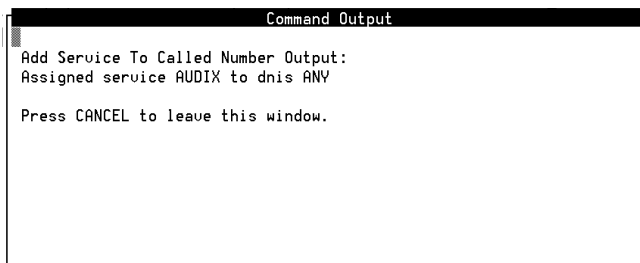 Command Output
Add Service To Called Number Output:
Assigned service AUDIX to dnis ANY
Press CANCEL to leave this window.